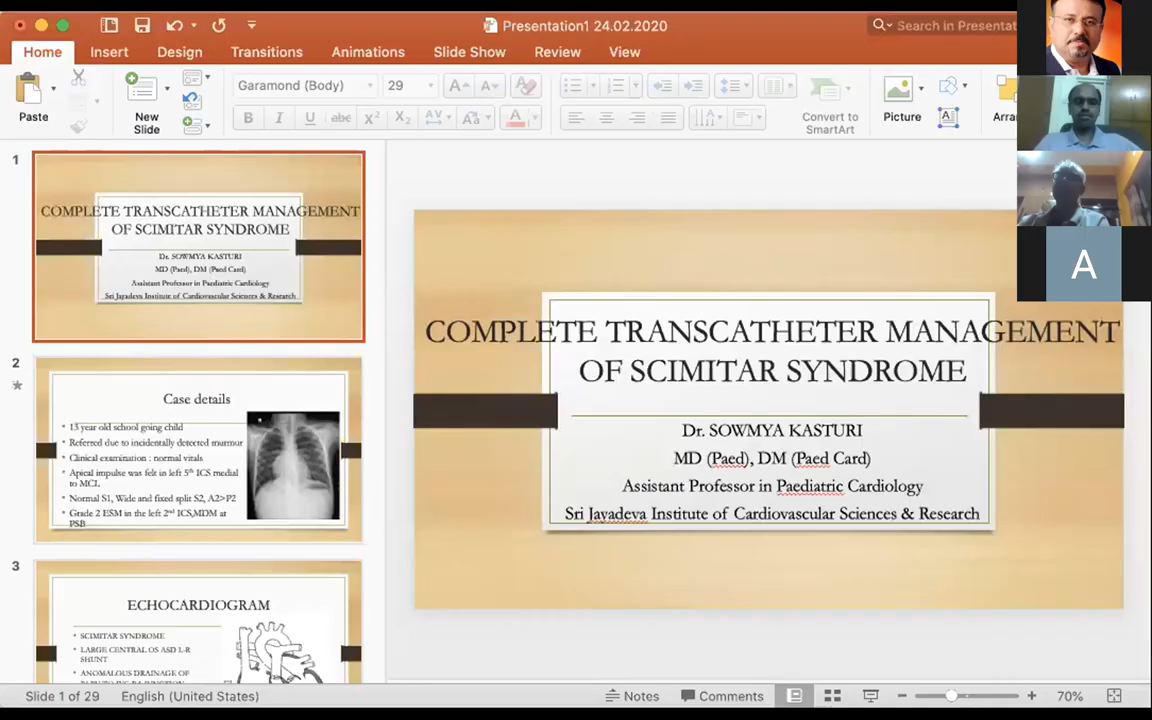 Presentation1 24.02.2020
Search in Presentat
Home Insert Design Transitions Animations Slide Show Review View
Paste
New
Slide
Garamond (Body) 29
B I U abc X² X₂ AV Aa A
Convert to
SmartArt
Picture
Arran
A
1
COMPLETE TRANSCATHETER MANAGEMENT
OF SCIMITAR SYNDROME
Dr. SOWMYA KASTURI
MD (Paed), DM (Paed Card)
Assistant Professor in Paediatric Cardiology
Sri Jayadeva Institute of Cardiovascular Sciences & Research
2
Case details
• 13 year old school going child
• Referred due to incidentally detected murmur
• Clinical examination : normal vitals
• Apical impulse was felt in left 5th ICS medial
to MCL
• Normal S1, Wide and fixed split S2, A2>P2
• Grade 2 ESM in the left 2nd ICS,MDM at
PSB
3
ECHOCARDIOGRAM
• SCIMITAR SYNDROME
• LARGE CENTRAL OS ASD L-R
SHUNT
• ANOMALOUS DRAINAGE OF
COMPLETE TRANSCATHETER MANAGEMENT
OF SCIMITAR SYNDROME
Dr. SOWMYA KASTURI
MD (Paed), DM (Paed Card)
Assistant Professor in Paediatric Cardiology
Sri Jayadeva Institute of Cardiovascular Sciences & Research
Slide 1 of 29 English (United States) Notes Comments 70%